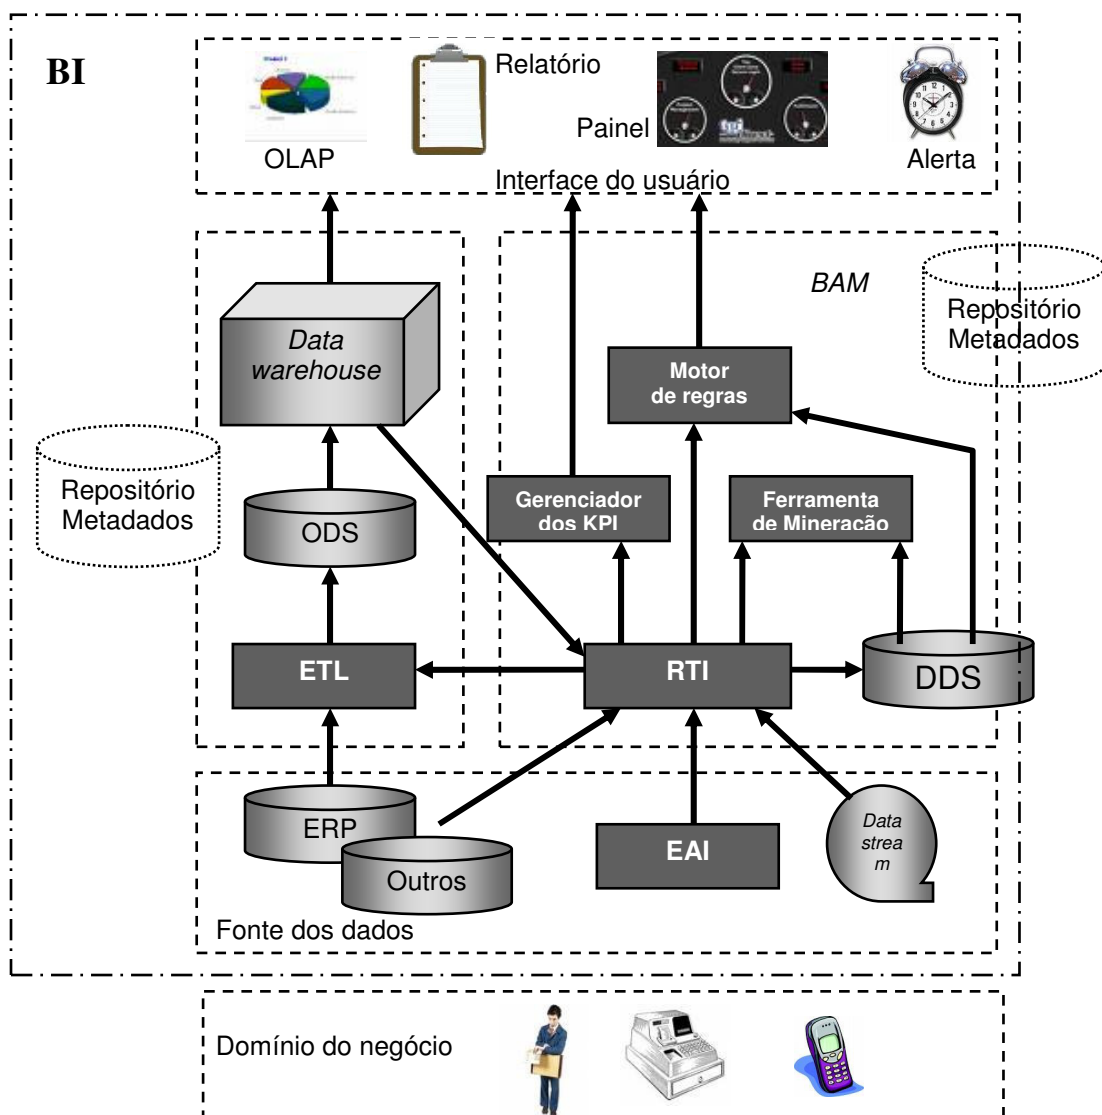 BI
Relatório
Painel
OLAP
Alerta
Interface do usuário
BAM
Repositório
Metadados
Data
warehouse
Motor
de regras
Repositório
Metadados
ODS
Gerenciador
dos KPI
Ferramenta
de Mineração
ETL
RTI
DDS
ERP
Outros
EAI
Data
strea
m
Fonte dos dados
Domínio do negócio